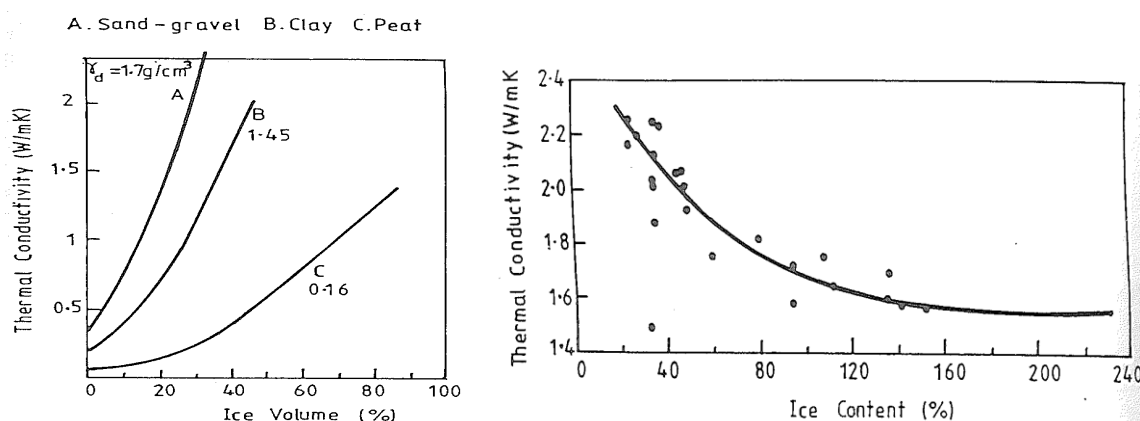 A. Sand-gravel B. Clay C. Peat
γd = 1.7g/cm³
A
B
1.45
C
0.16
Thermal Conductivity (W/mK)
2
1.5
1
0.5
0 20 40 60 80 100
Ice Volume (%)
Thermal Conductivity (W/mK
2.4
2.2
2.0
1.8
1.6
1.4
0 40 80 120 160 200 240
Ice Content (%)